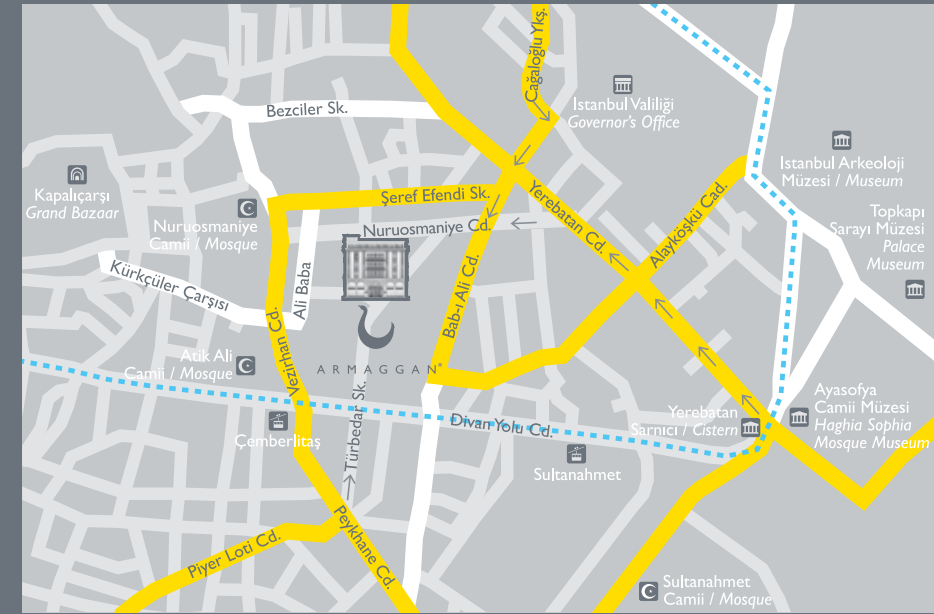 Cağaloğlu Ykş.
İstanbul Valiliği
Governor's Office
Bezciler Sk.
İstanbul Arkeoloji
Müzesi / Museum
Kapalıçarşı
Grand Bazaar
Şeref Efendi Sk.
Yerebatan Cd.
Alayköşkü Cad.
Topkapı
Sarayı Müzesi
Palace
Museum
Nuruosmaniye
Camii / Mosque
Nuruosmaniye Cd.
Kürkçüler Çarşısı
Ali Baba
Bab-ı Ali Cd.
Vezirhan Cd.
Atik Ali
Camii / Mosque
ARMAGGAN®
Türbedar Sk.
Divan Yolu Cd.
Yerebatan
Sarnıcı / Cistern
Ayasofya
Camii Müzesi
Haghia Sophia
Mosque Museum
Çemberlitaş
Sultanahmet
Piyer Loti Cd.
Peykhane Cd.
Sultanahmet
Camii / Mosque